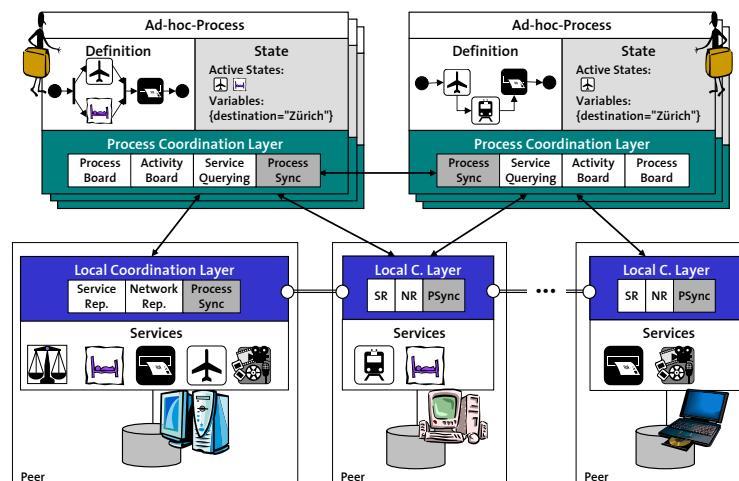 Ad-hoc-Process
Definition
State
Active States:
Variables:
{destination="Zürich"}
Process Coordination Layer
Process
Board
Activity
Board
Service
Querying
Process
Sync
Ad-hoc-Process
Definition
State
Active States:
Variables:
{destination="Zürich"}
Process Coordination Layer
Process
Sync
Service
Querying
Activity
Board
Process
Board
Local Coordination Layer
Service
Rep.
Network
Rep.
Process
Sync
Services
Peer
Local C. Layer
SR
NR
PSync
Services
Peer
...
Local C. Layer
SR
NR
PSync
Services
Peer